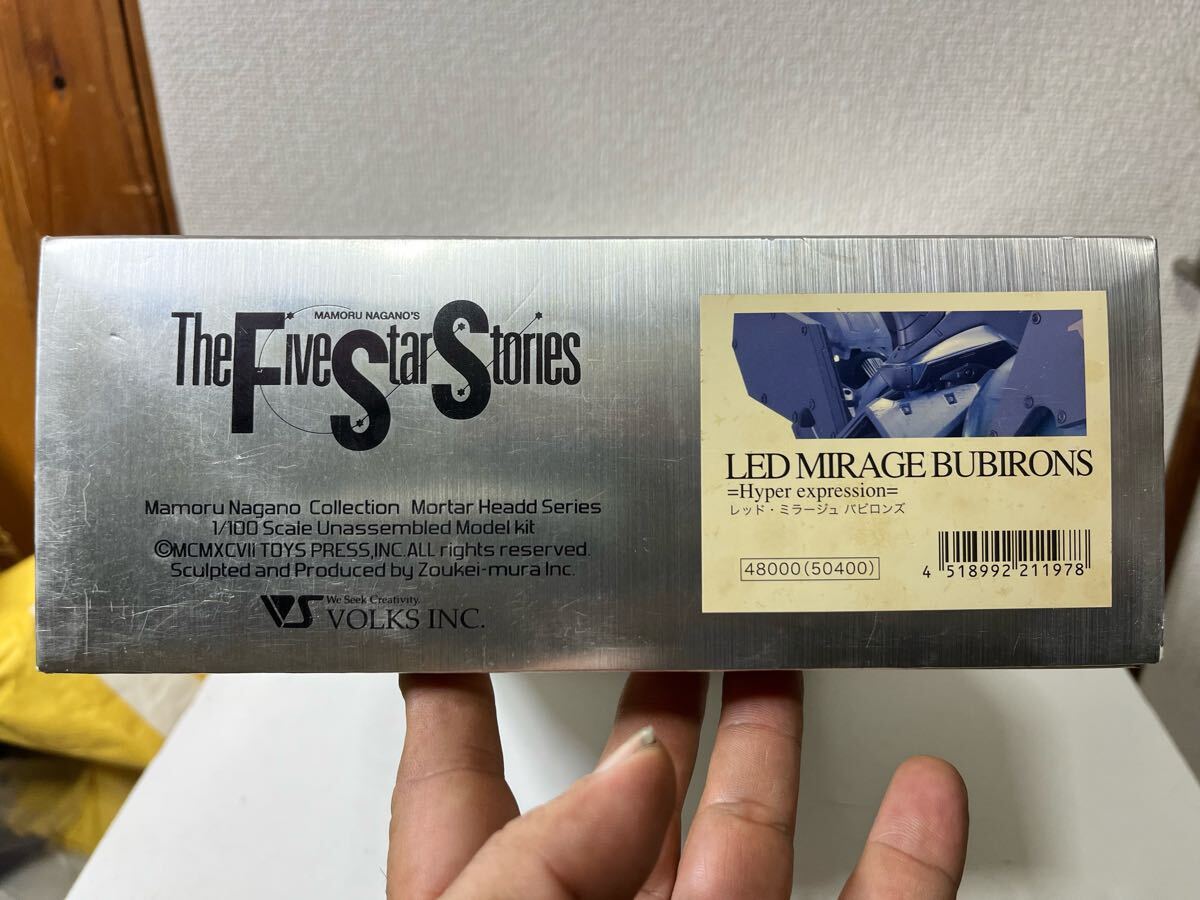 MAMORU NAGANO'S
The Five Star Stories
Mamoru Nagano Collection Mortar Headd Series
1/100 Scale Unassembled Model kit
©MCMXCVII TOYS PRESS,INC.ALL rights reserved.
Sculpted and Produced by Zoukei-mura Inc.
VS We Seek Creativity.
VOLKS INC.
LED MIRAGE BUBIRONS
=Hyper expression=
レッド・ミラージュ バビロンズ
48000(50400)
4 518992 211978